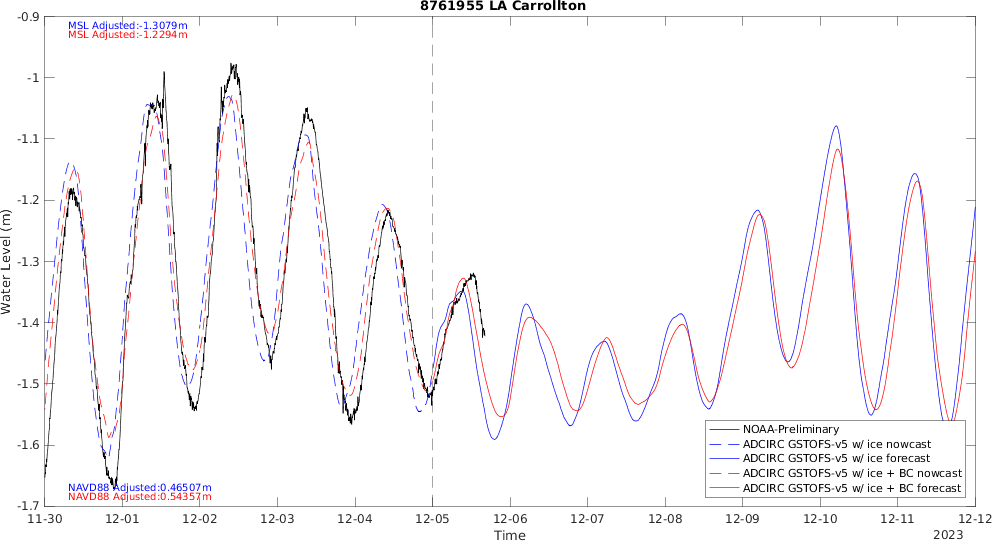 8761955 LA Carrollton
MSL Adjusted:-1.3079m
MSL Adjusted:-1.2294m
-0.9
-1
-1.1
-1.2
-1.3
-1.4
-1.5
-1.6
-1.7
Water Level (m)
NAVD88 Adjusted:0.46507m
NAVD88 Adjusted:0.54357m
NOAA-Preliminary
ADCIRC GSTOFS-v5 w/ ice nowcast
ADCIRC GSTOFS-v5 w/ ice forecast
ADCIRC GSTOFS-v5 w/ ice + BC nowcast
ADCIRC GSTOFS-v5 w/ ice + BC forecast
11-30 12-01 12-02 12-03 12-04 12-05 12-06 12-07 12-08 12-09 12-10 12-11 12-12
Time
2023